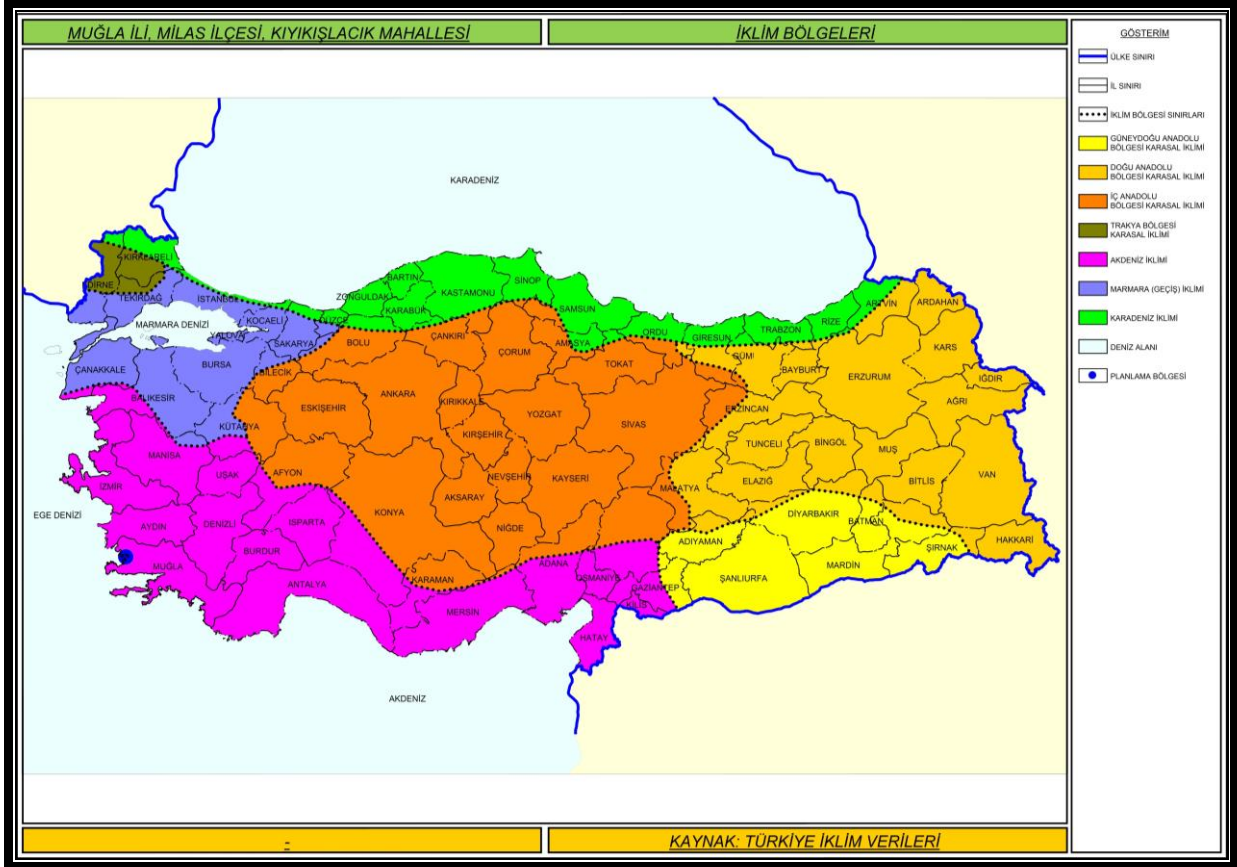 MUĞLA İLİ, MİLAS İLÇESİ, KIYIKIŞLACIK MAHALLESİ
İKLİM BÖLGELERİ
GÖSTERİM
ÜLKE SINIRI
İL SINIRI
İKLİM BÖLGESİ SINIRLARI
GÜNEYDOĞU ANADOLU
BÖLGESİ KARASAL İKLİMİ
DOĞU ANADOLU
BÖLGESİ KARASAL İKLİMİ
İÇ ANADOLU
BÖLGESİ KARASAL İKLİMİ
TRAKYA BÖLGESİ
KARASAL İKLİMİ
AKDENİZ İKLİMİ
MARMARA (GEÇİŞ) İKLİMİ
KARADENİZ İKLİMİ
DENİZ ALANI
PLANLAMA BÖLGESİ
KARADENİZ
KIRKLARELİ
EDİRNE
TEKİRDAĞ
İSTANBUL
MARMARA DENİZİ
KOCAELİ
YALOVA
SAKARYA
DÜZCE
ZONGULDAK
BARTIN
KARABÜK
KASTAMONU
SİNOP
SAMSUN
ORDU
GİRESUN
TRABZON
RİZE
ARTVİN
ARDAHAN
KARS
IĞDIR
AĞRI
ERZURUM
BAYBURT
GÜMÜ
AMASYA
TOKAT
ÇORUM
ÇANKIRI
BOLU
BİLECİK
BURSA
ÇANAKKALE
BALIKESİR
KÜTAHYA
ESKİŞEHİR
ANKARA
KIRIKKALE
KIRŞEHİR
YOZGAT
SİVAS
ERZİNCAN
TUNCELİ
BİNGÖL
MUŞ
BİTLİS
VAN
ELAZIĞ
MALATYA
KAYSERİ
NEVŞEHİR
AKSARAY
NİĞDE
KONYA
KARAMAN
AFYON
UŞAK
MANİSA
İZMİR
EGE DENİZİ
AYDIN
DENİZLİ
ISPARTA
BURDUR
MUĞLA
ANTALYA
MERSİN
ADANA
OSMANİYE
GAZİANTEP
KİLİS
HATAY
ADIYAMAN
ŞANLIURFA
DİYARBAKIR
BATMAN
MARDİN
ŞIRNAK
HAKKARİ
AKDENİZ
-
KAYNAK: TÜRKİYE İKLİM VERİLERİ